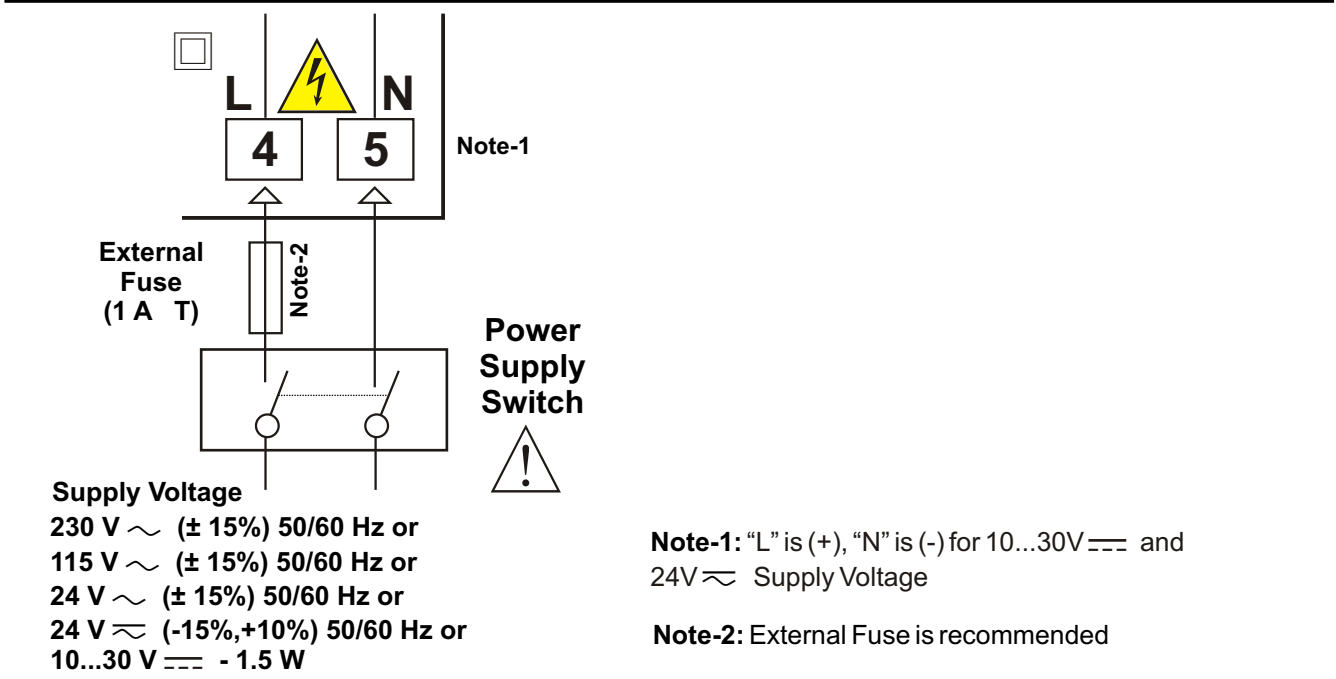 L N
4 5
Note-1
External
Fuse
(1 A T)
Note-2
Power
Supply
Switch
Supply Voltage
230 V ~ (± 15%) 50/60 Hz or
115 V ~ (± 15%) 50/60 Hz or
24 V ~ (± 15%) 50/60 Hz or
24 V ⏦ (-15%,+10%) 50/60 Hz or
10...30 V ⎓ - 1.5 W
Note-1: “L” is (+), “N” is (-) for 10...30V ⎓ and
24V ⏦ Supply Voltage
Note-2: External Fuse is recommended